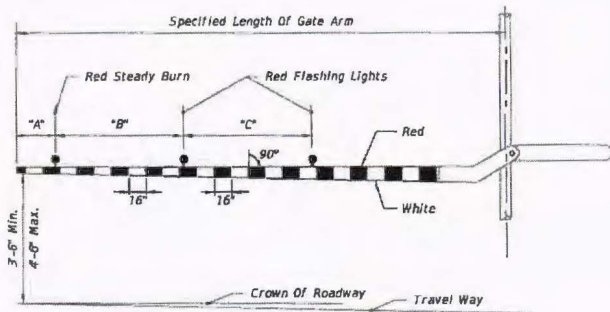 Specified Length Of Gate Arm
Red Steady Burn
Red Flashing Lights
"A"
"B"
"C"
90°
Red
16"
16"
White
3'-6" Min.
4'-6" Max.
Crown Of Roadway
Travel Way